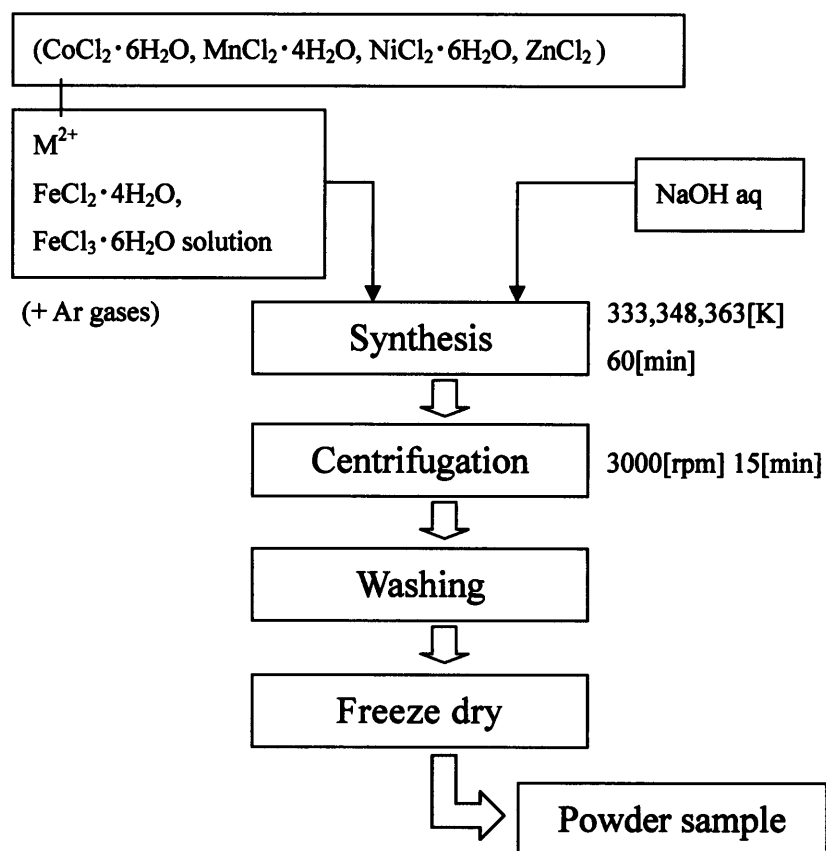 (CoCl₂・6H₂O, MnCl₂・4H₂O, NiCl₂・6H₂O, ZnCl₂ )
M²⁺
FeCl₂・4H₂O,
FeCl₃・6H₂O solution
NaOH aq
(+ Ar gases)
Synthesis
333,348,363[K]
60[min]
Centrifugation
3000[rpm] 15[min]
Washing
Freeze dry
Powder sample